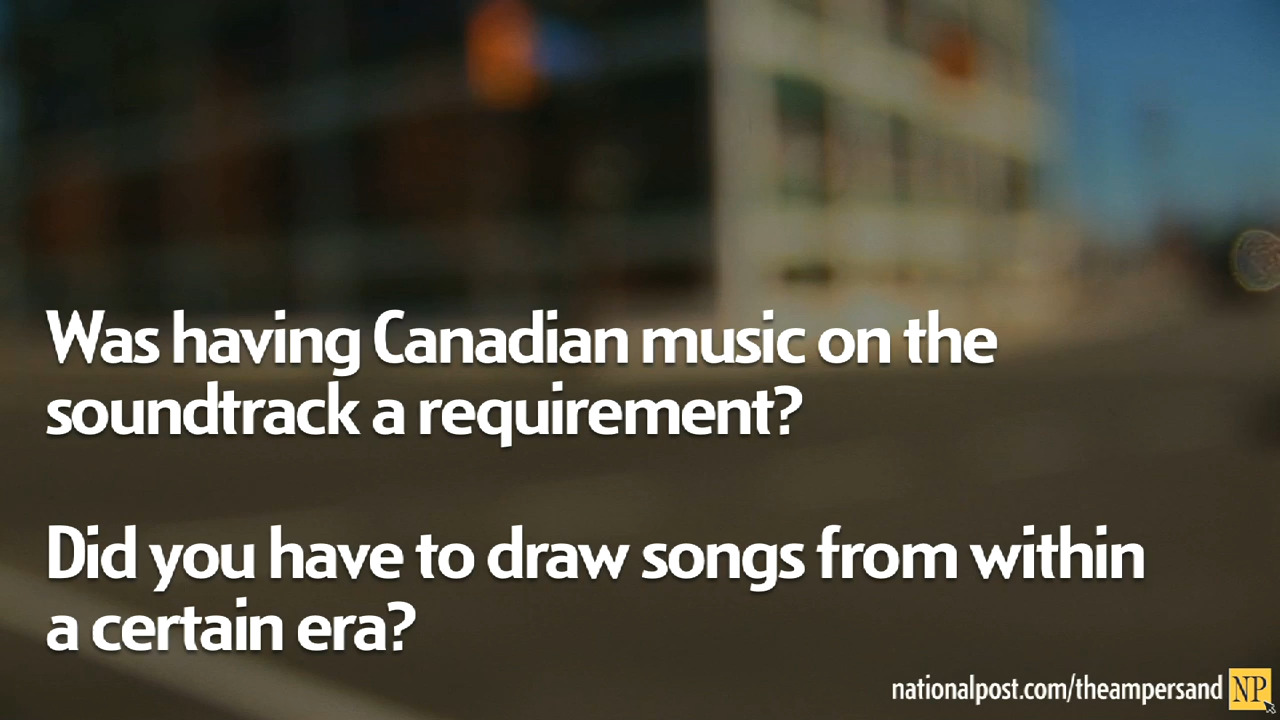 Was having Canadian music on the
soundtrack a requirement?
Did you have to draw songs from within
a certain era?
nationalpost.com/theampersand NP